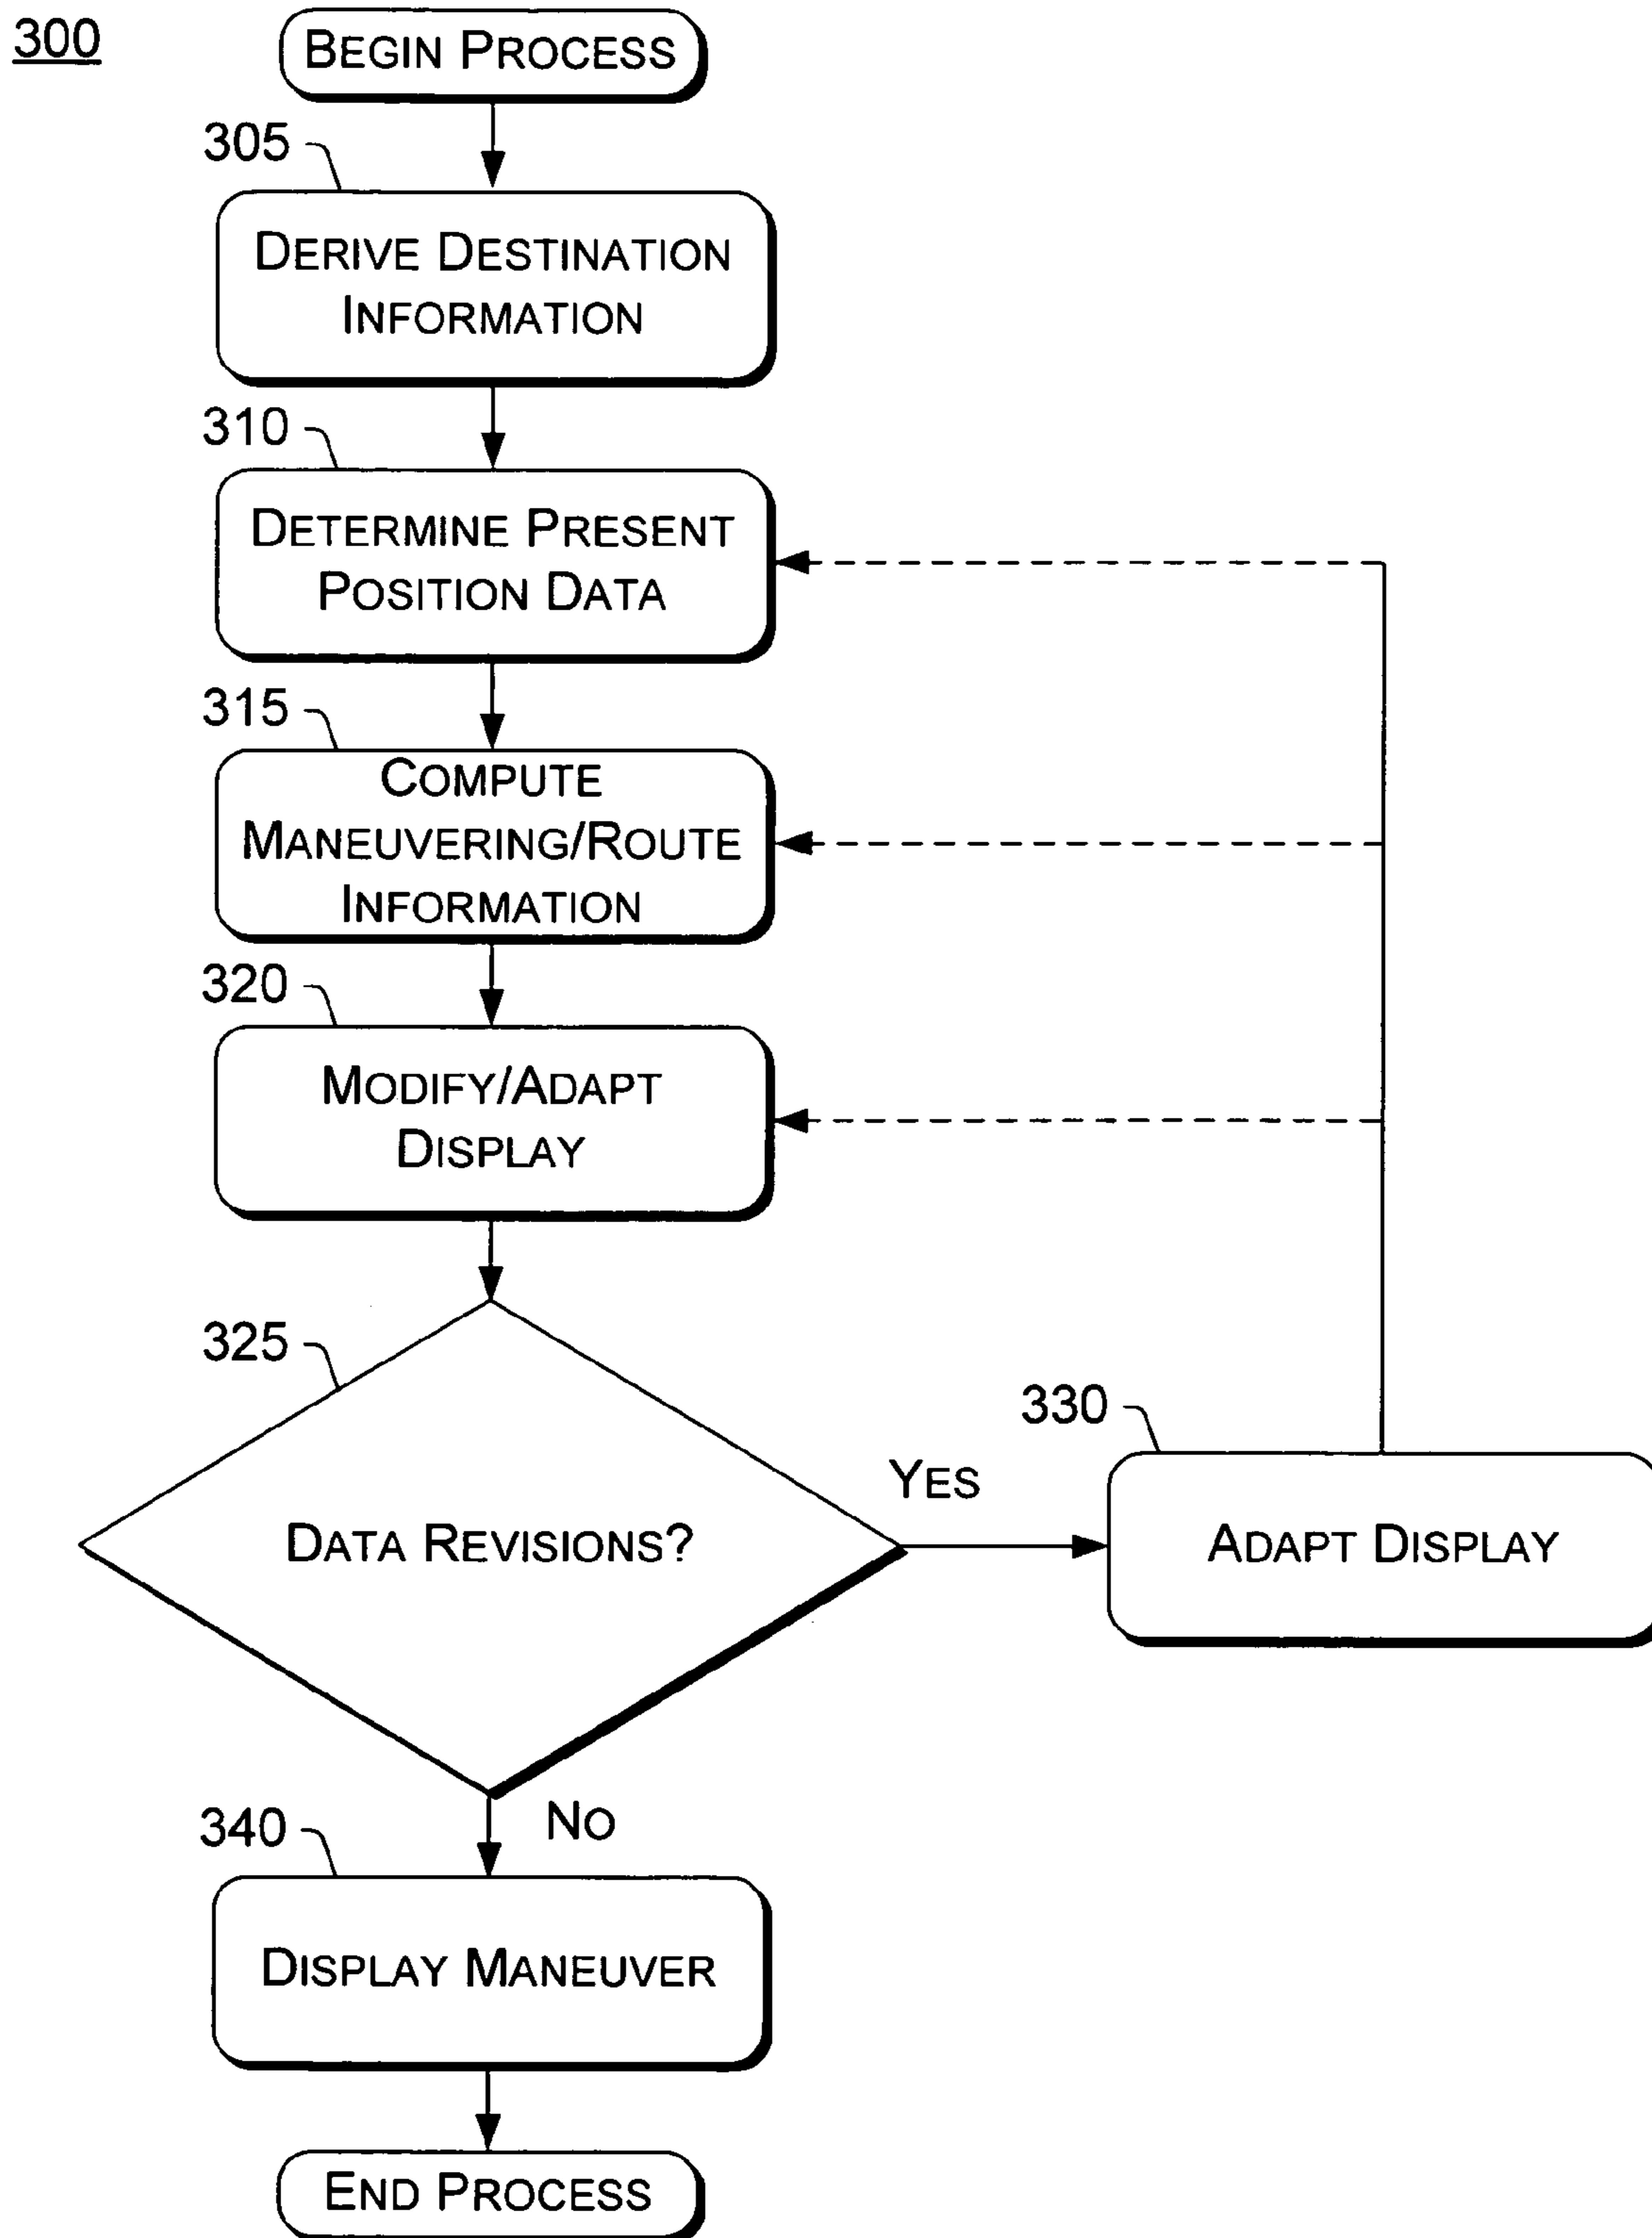 300
BEGIN PROCESS
305
DERIVE DESTINATION
INFORMATION
310
DETERMINE PRESENT
POSITION DATA
315
COMPUTE
MANEUVERING/ROUTE
INFORMATION
320
MODIFY/ADAPT
DISPLAY
325
DATA REVISIONS?
YES
330
ADAPT DISPLAY
NO
340
DISPLAY MANEUVER
END PROCESS